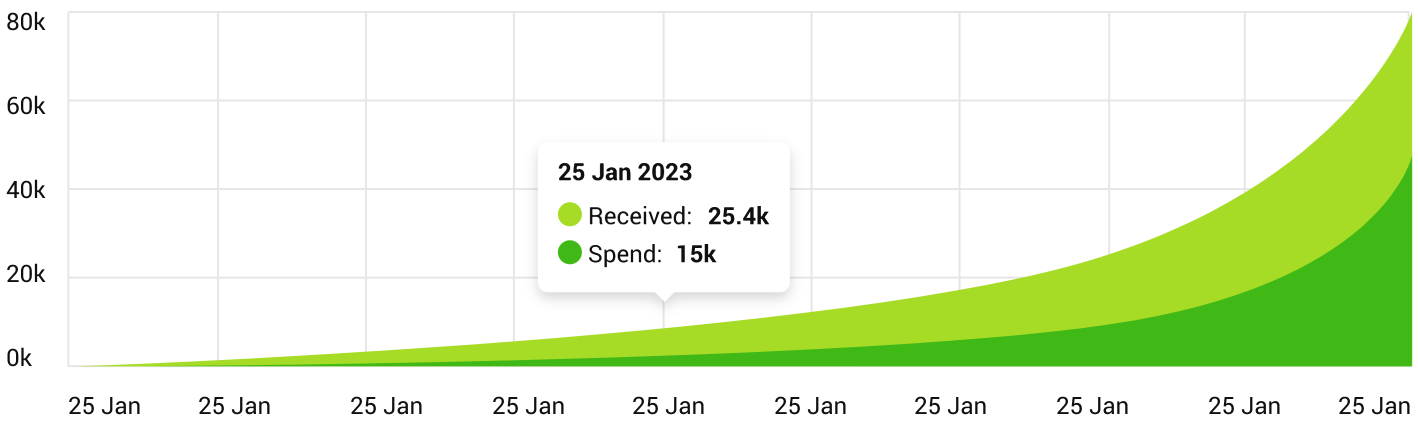 80k
60k
40k
20k
0k
25 Jan 2023
Received: 25.4k
Spend: 15k
25 Jan 25 Jan 25 Jan 25 Jan 25 Jan 25 Jan 25 Jan 25 Jan 25 Jan 25 Jan